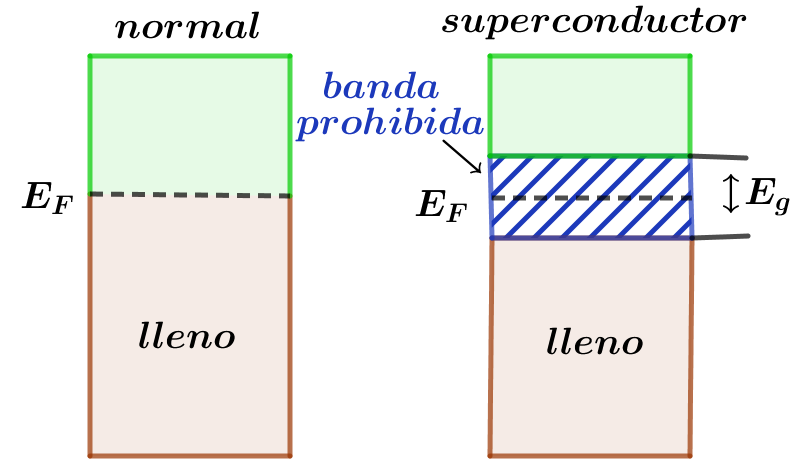 normal
superconductor
banda
prohibida
E_F
E_F
E_g
lleno
lleno